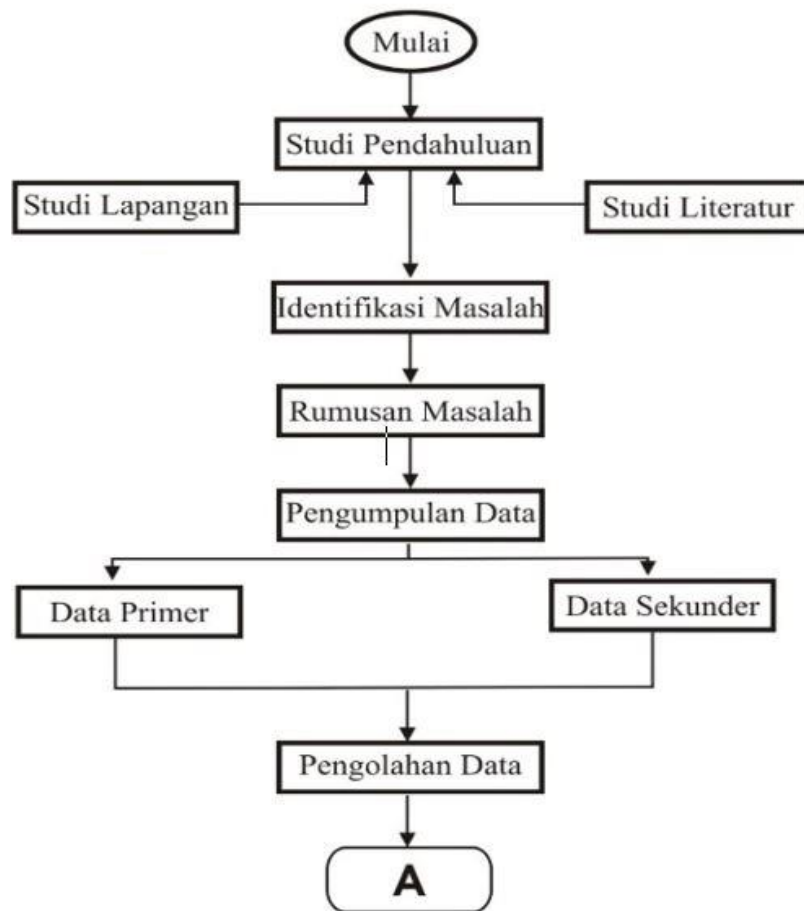 Mulai
Studi Pendahuluan
Studi Lapangan
Studi Literatur
Identifikasi Masalah
Rumusan Masalah
Pengumpulan Data
Data Primer
Data Sekunder
Pengolahan Data
A